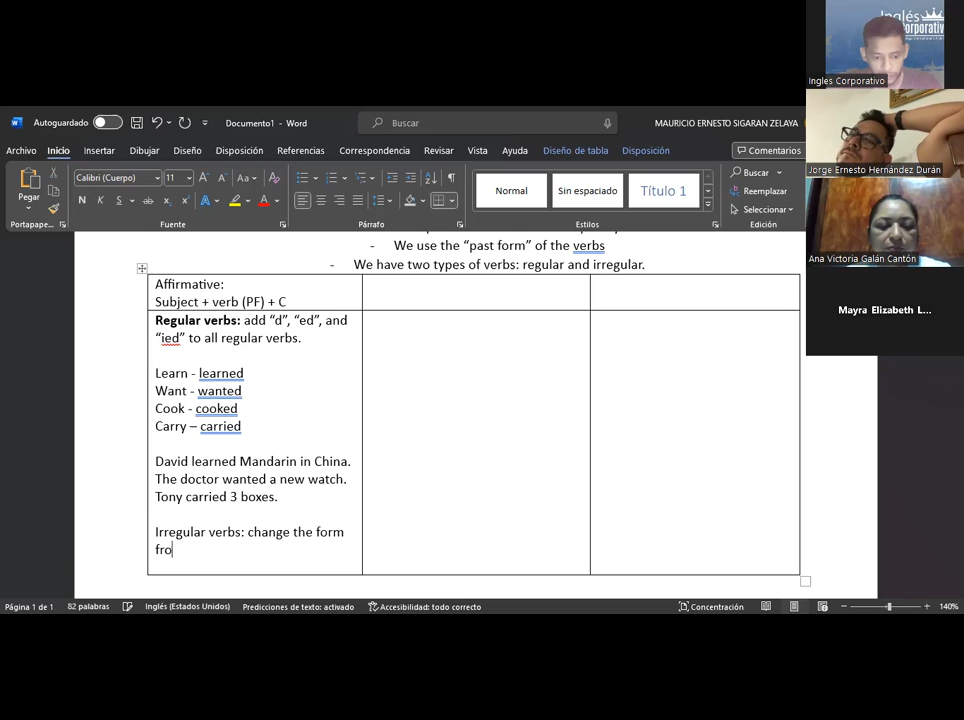 Inglés
Corporativo
Ingles Corporativo
Jorge Ernesto Hernández Durán
Ana Victoria Galán Cantón
Mayra Elizabeth L...
Autoguardado
Documento1 - Word
Buscar
MAURICIO ERNESTO SIGARAN ZELAYA
Archivo Inicio Insertar Dibujar Diseño Disposición Referencias Correspondencia Revisar Vista Ayuda Diseño de tabla Disposición Comentarios
Pegar
Calibri (Cuerpo) 11
Normal
Sin espaciado
Título 1
Buscar
Reemplazar
Seleccionar
Portapape... Fuente Párrafo Estilos Edición
- We use the “past form” of the verbs
- We have two types of verbs: regular and irregular.
Affirmative:
Subject + verb (PF) + C
Regular verbs: add “d”, “ed”, and
“ied” to all regular verbs.
Learn - learned
Want - wanted
Cook - cooked
Carry – carried
David learned Mandarin in China.
The doctor wanted a new watch.
Tony carried 3 boxes.
Irregular verbs: change the form
fro
Página 1 de 1 82 palabras Inglés (Estados Unidos) Predicciones de texto: activado Accesibilidad: todo correcto Concentración 140%